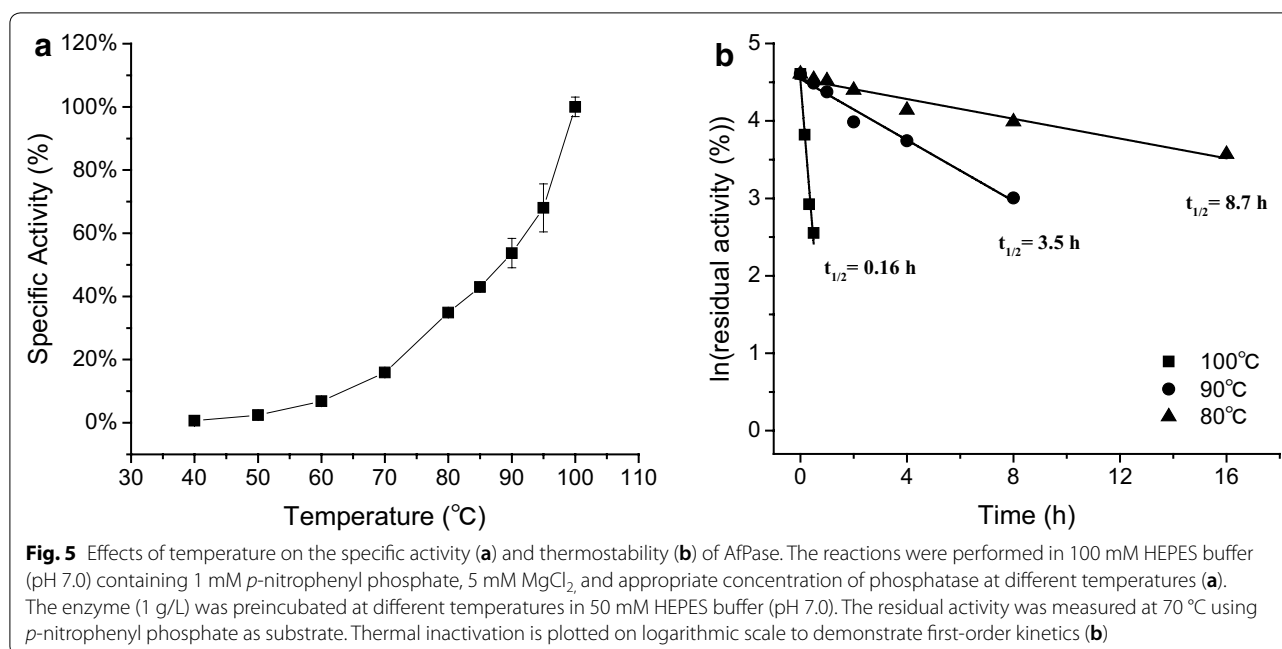 a
120%
100%
80%
60%
40%
20%
0%
Specific Activity (%)
30 40 50 60 70 80 90 100 110
Temperature (℃)
b
5
4
3
2
1
0
ln(residual activity (%))
t1/2= 8.7 h
t1/2= 3.5 h
t1/2= 0.16 h
100℃
90℃
80℃
0 4 8 12 16
Time (h)
Fig. 5 Effects of temperature on the specific activity (a) and thermostability (b) of AfPase. The reactions were performed in 100 mM HEPES buffer
(pH 7.0) containing 1 mM p-nitrophenyl phosphate, 5 mM MgCl2, and appropriate concentration of phosphatase at different temperatures (a).
The enzyme (1 g/L) was preincubated at different temperatures in 50 mM HEPES buffer (pH 7.0). The residual activity was measured at 70 °C using
p-nitrophenyl phosphate as substrate. Thermal inactivation is plotted on logarithmic scale to demonstrate first-order kinetics (b)